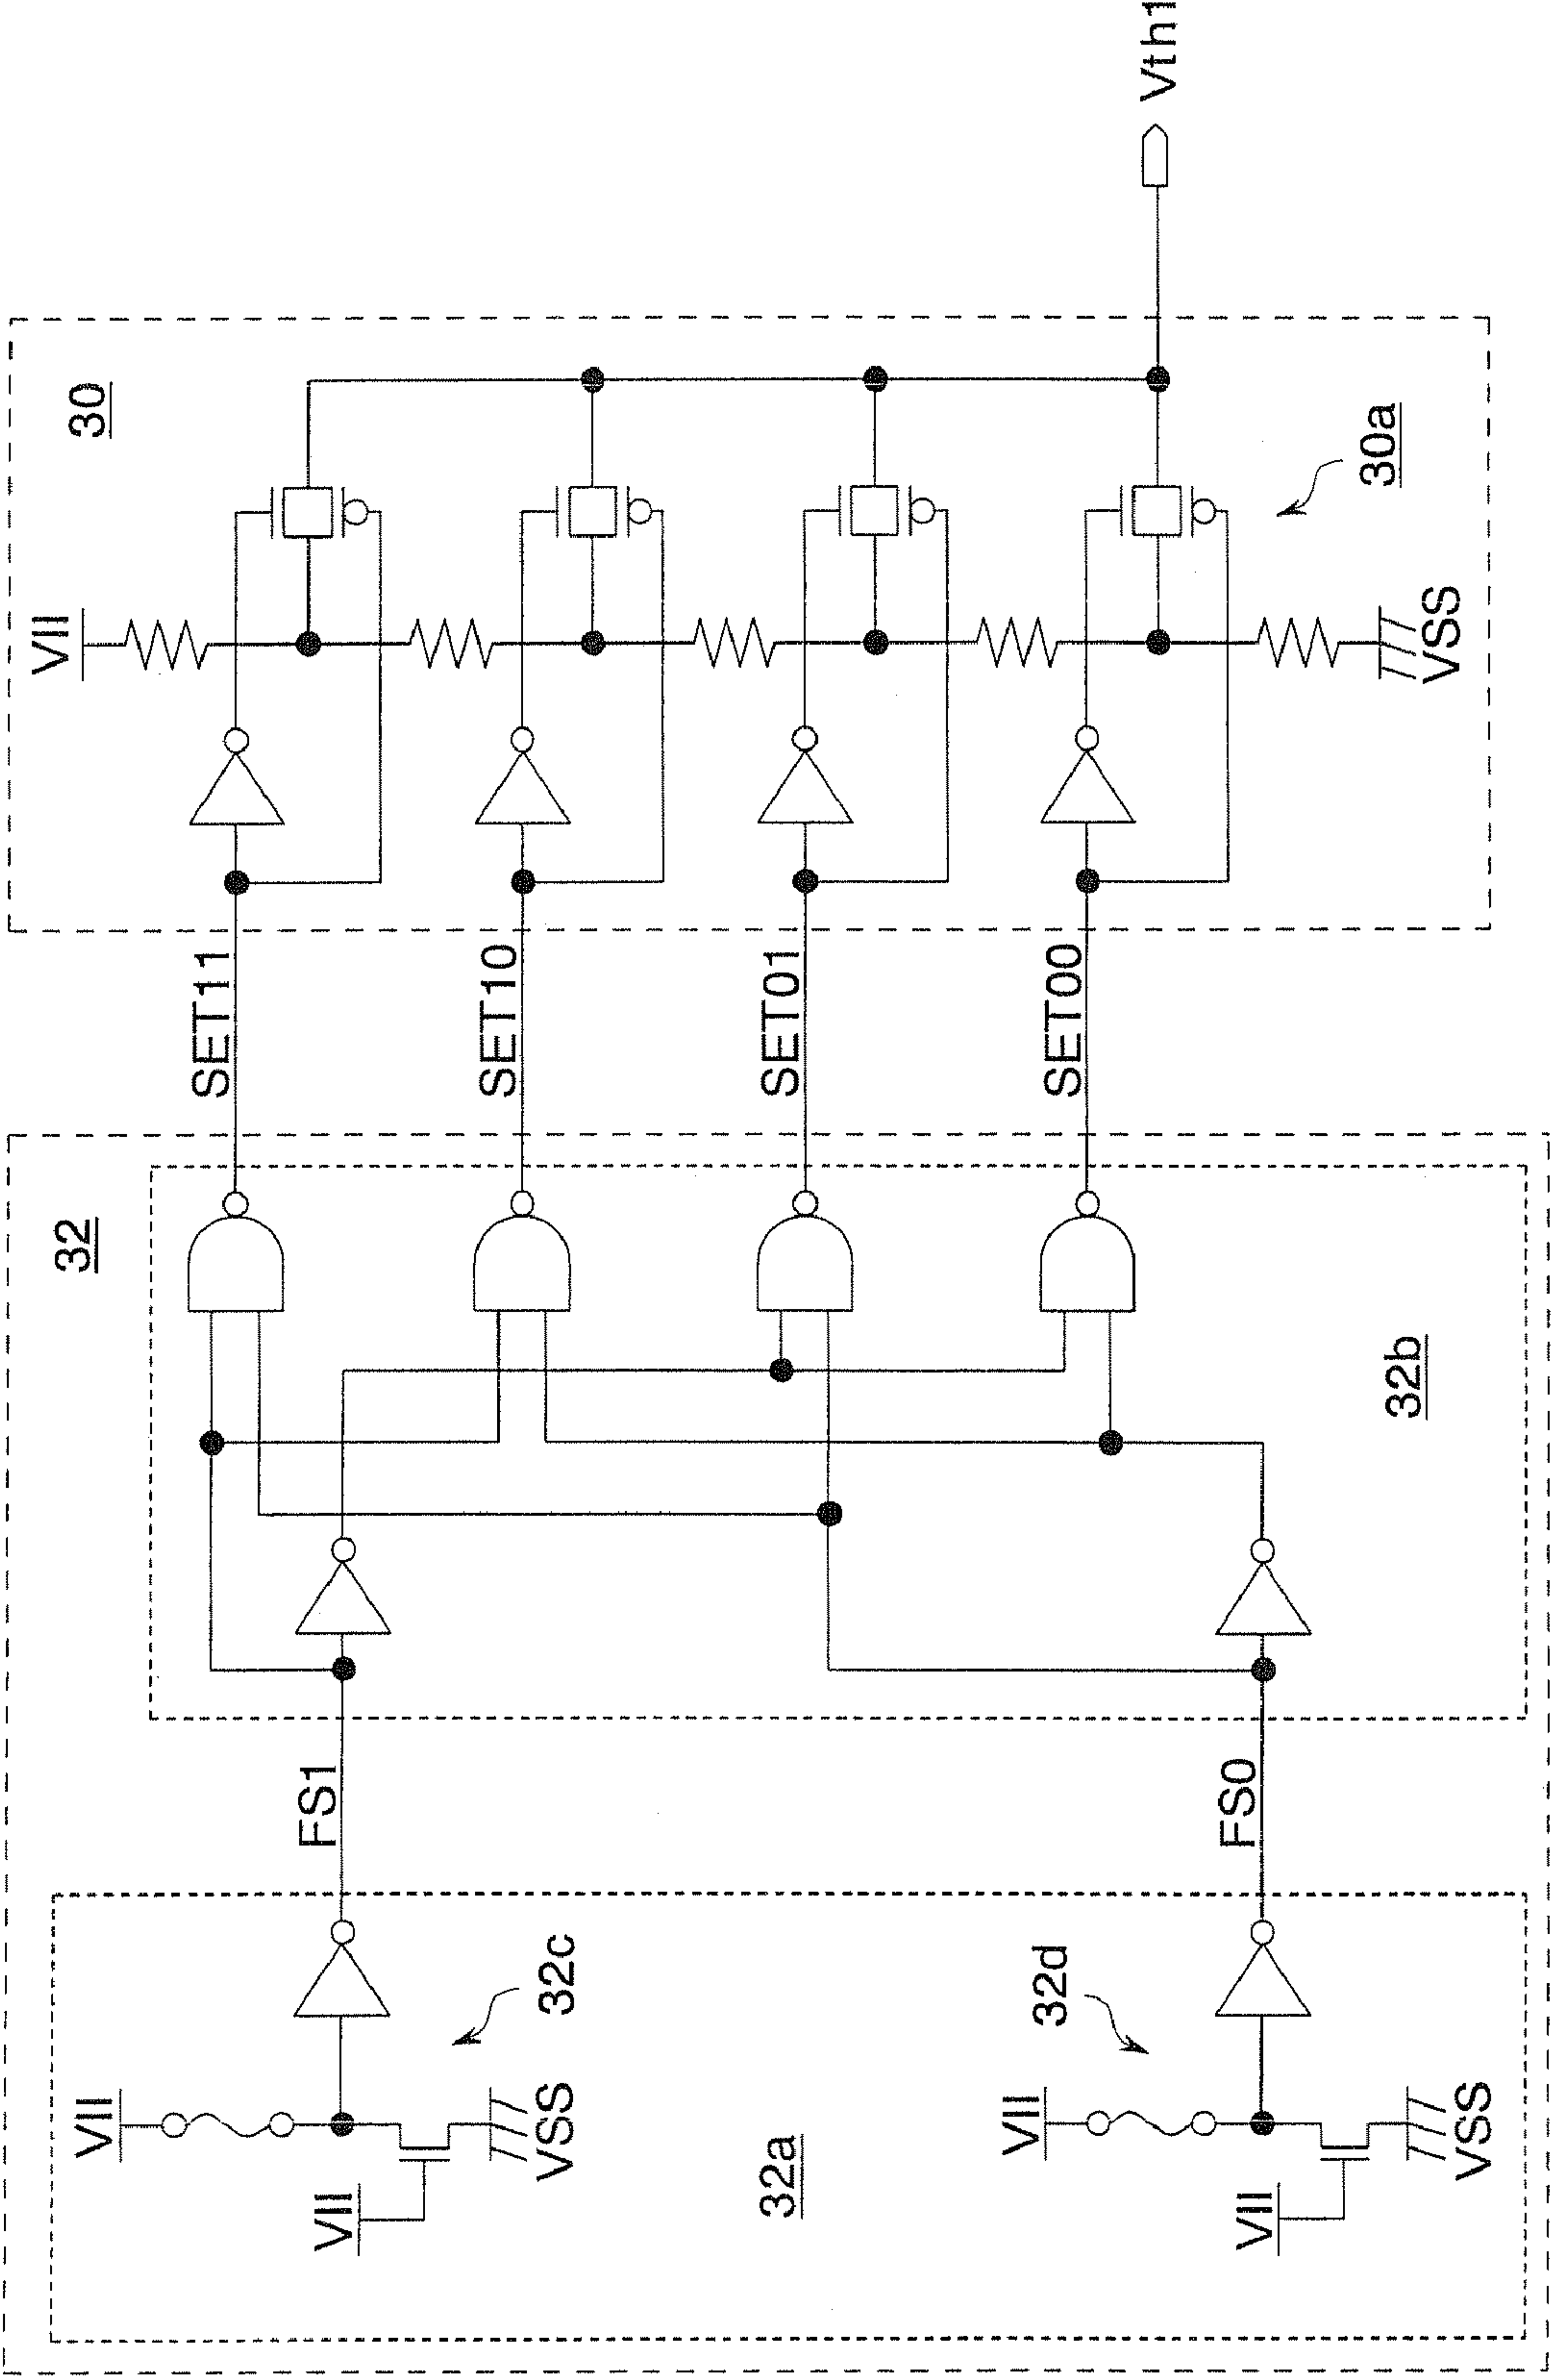 Vth1
30
30a
VII
VSS
SET11
SET10
SET01
SET00
32
32b
FS1
FS0
32c
32d
VII
VSS
VII
32a
VII
VSS
VII